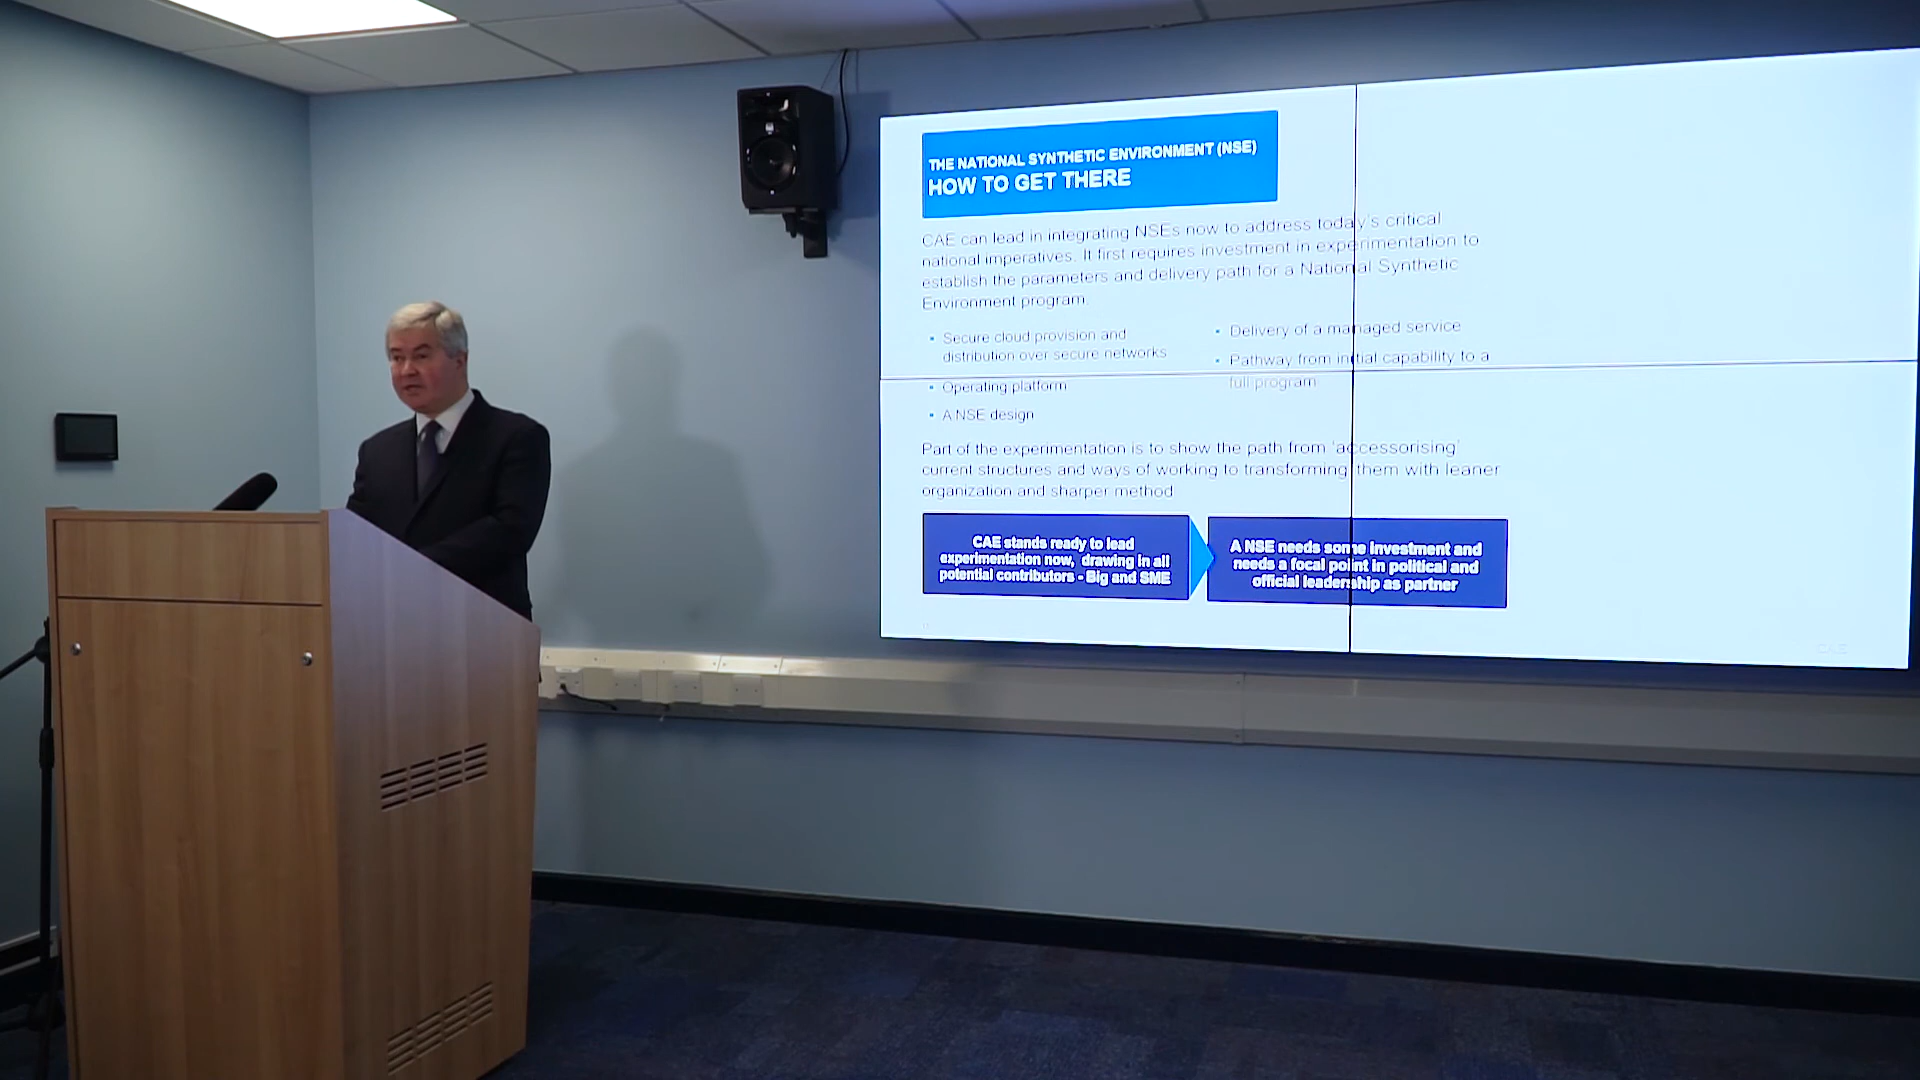 THE NATIONAL SYNTHETIC ENVIRONMENT (NSE)
HOW TO GET THERE
CAE can lead in integrating NSEs now to address today's critical
national imperatives. It first requires investment in experimentation to
establish the parameters and delivery path for a National Synthetic
Environment program.
Secure cloud provision and
distribution over secure networks
Operating platform
A NSE design
Delivery of a managed service
Pathway from initial capability to a
full program
Part of the experimentation is to show the path from 'accessorising'
current structures and ways of working to transforming them with leaner
organization and sharper method
CAE stands ready to lead
experimentation now, drawing in all
potential contributors - Big and SME
A NSE needs some investment and
needs a focal point in political and
official leadership as partner